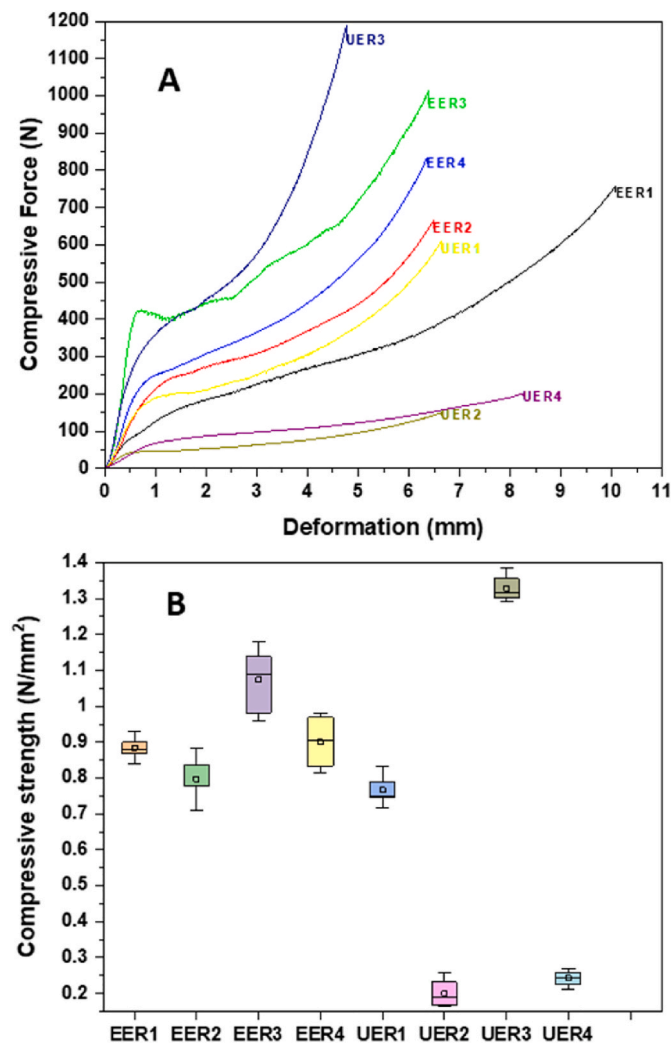 1200
1100
1000
900
800
700
600
500
400
300
200
100
0
Compressive Force (N)
A
UER3
EER3
EER4
EER1
EER2
UER1
UER4
UER2
0 1 2 3 4 5 6 7 8 9 10 11
mm
Deformation (mm)
1.4
1.3
1.2
1.1
1
0.9
0.8
0.7
0.6
0.5
0.4
0.3
0.2
Compressive strength (N/mm²)
B
EER1 EER2 EER3 EER4 UER1 UER2 UER3 UER4